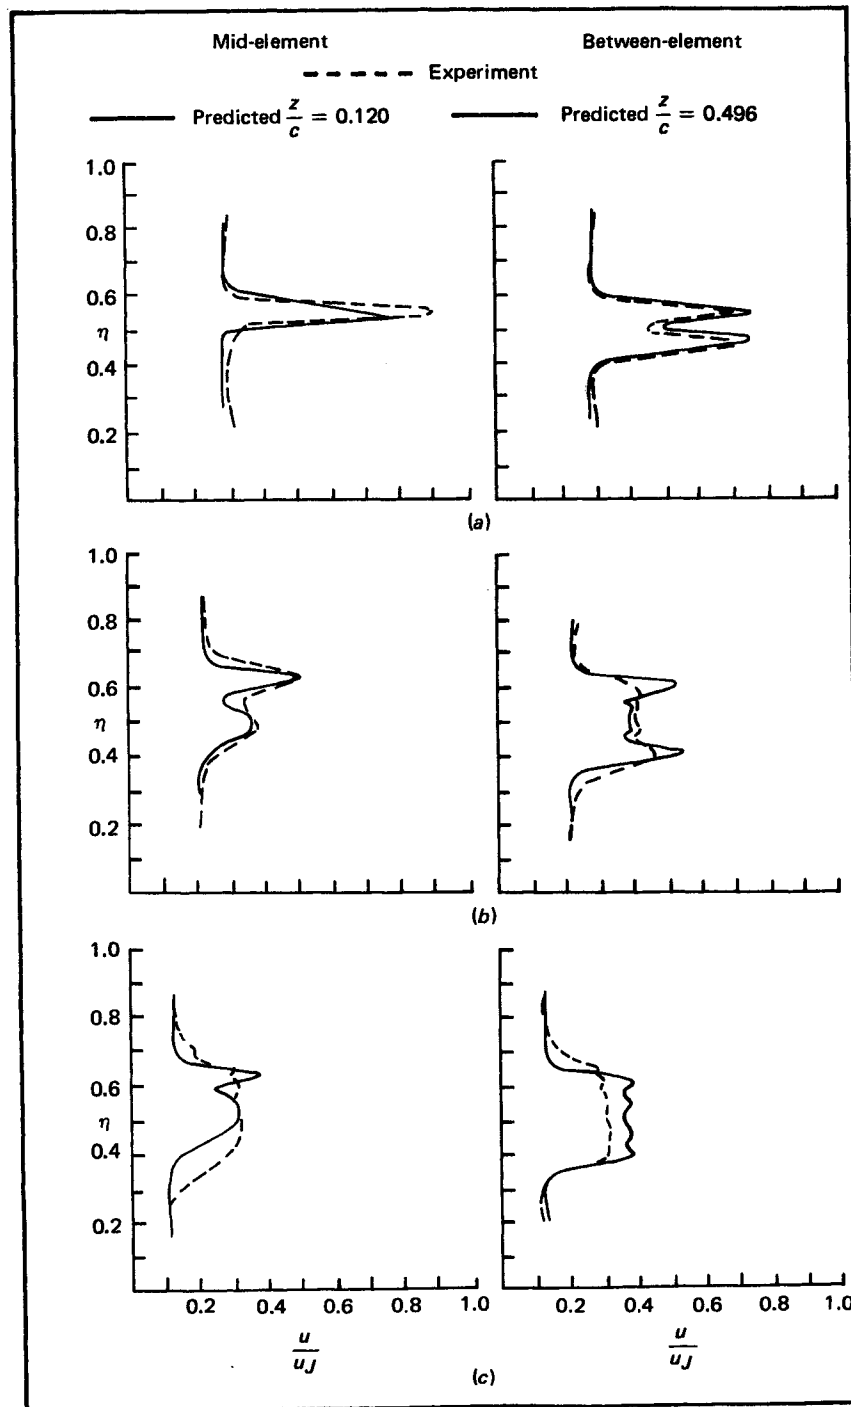 Mid-element Between-element
Experiment
Predicted z/c = 0.120 Predicted z/c = 0.496
1.0
0.8
0.6
η
0.4
0.2
(a)
1.0
0.8
0.6
η
0.4
0.2
(b)
1.0
0.8
0.6
η
0.4
0.2
0.2 0.4 0.6 0.8 1.0 0.2 0.4 0.6 0.8 1.0
u/uJ u/uJ
(c)